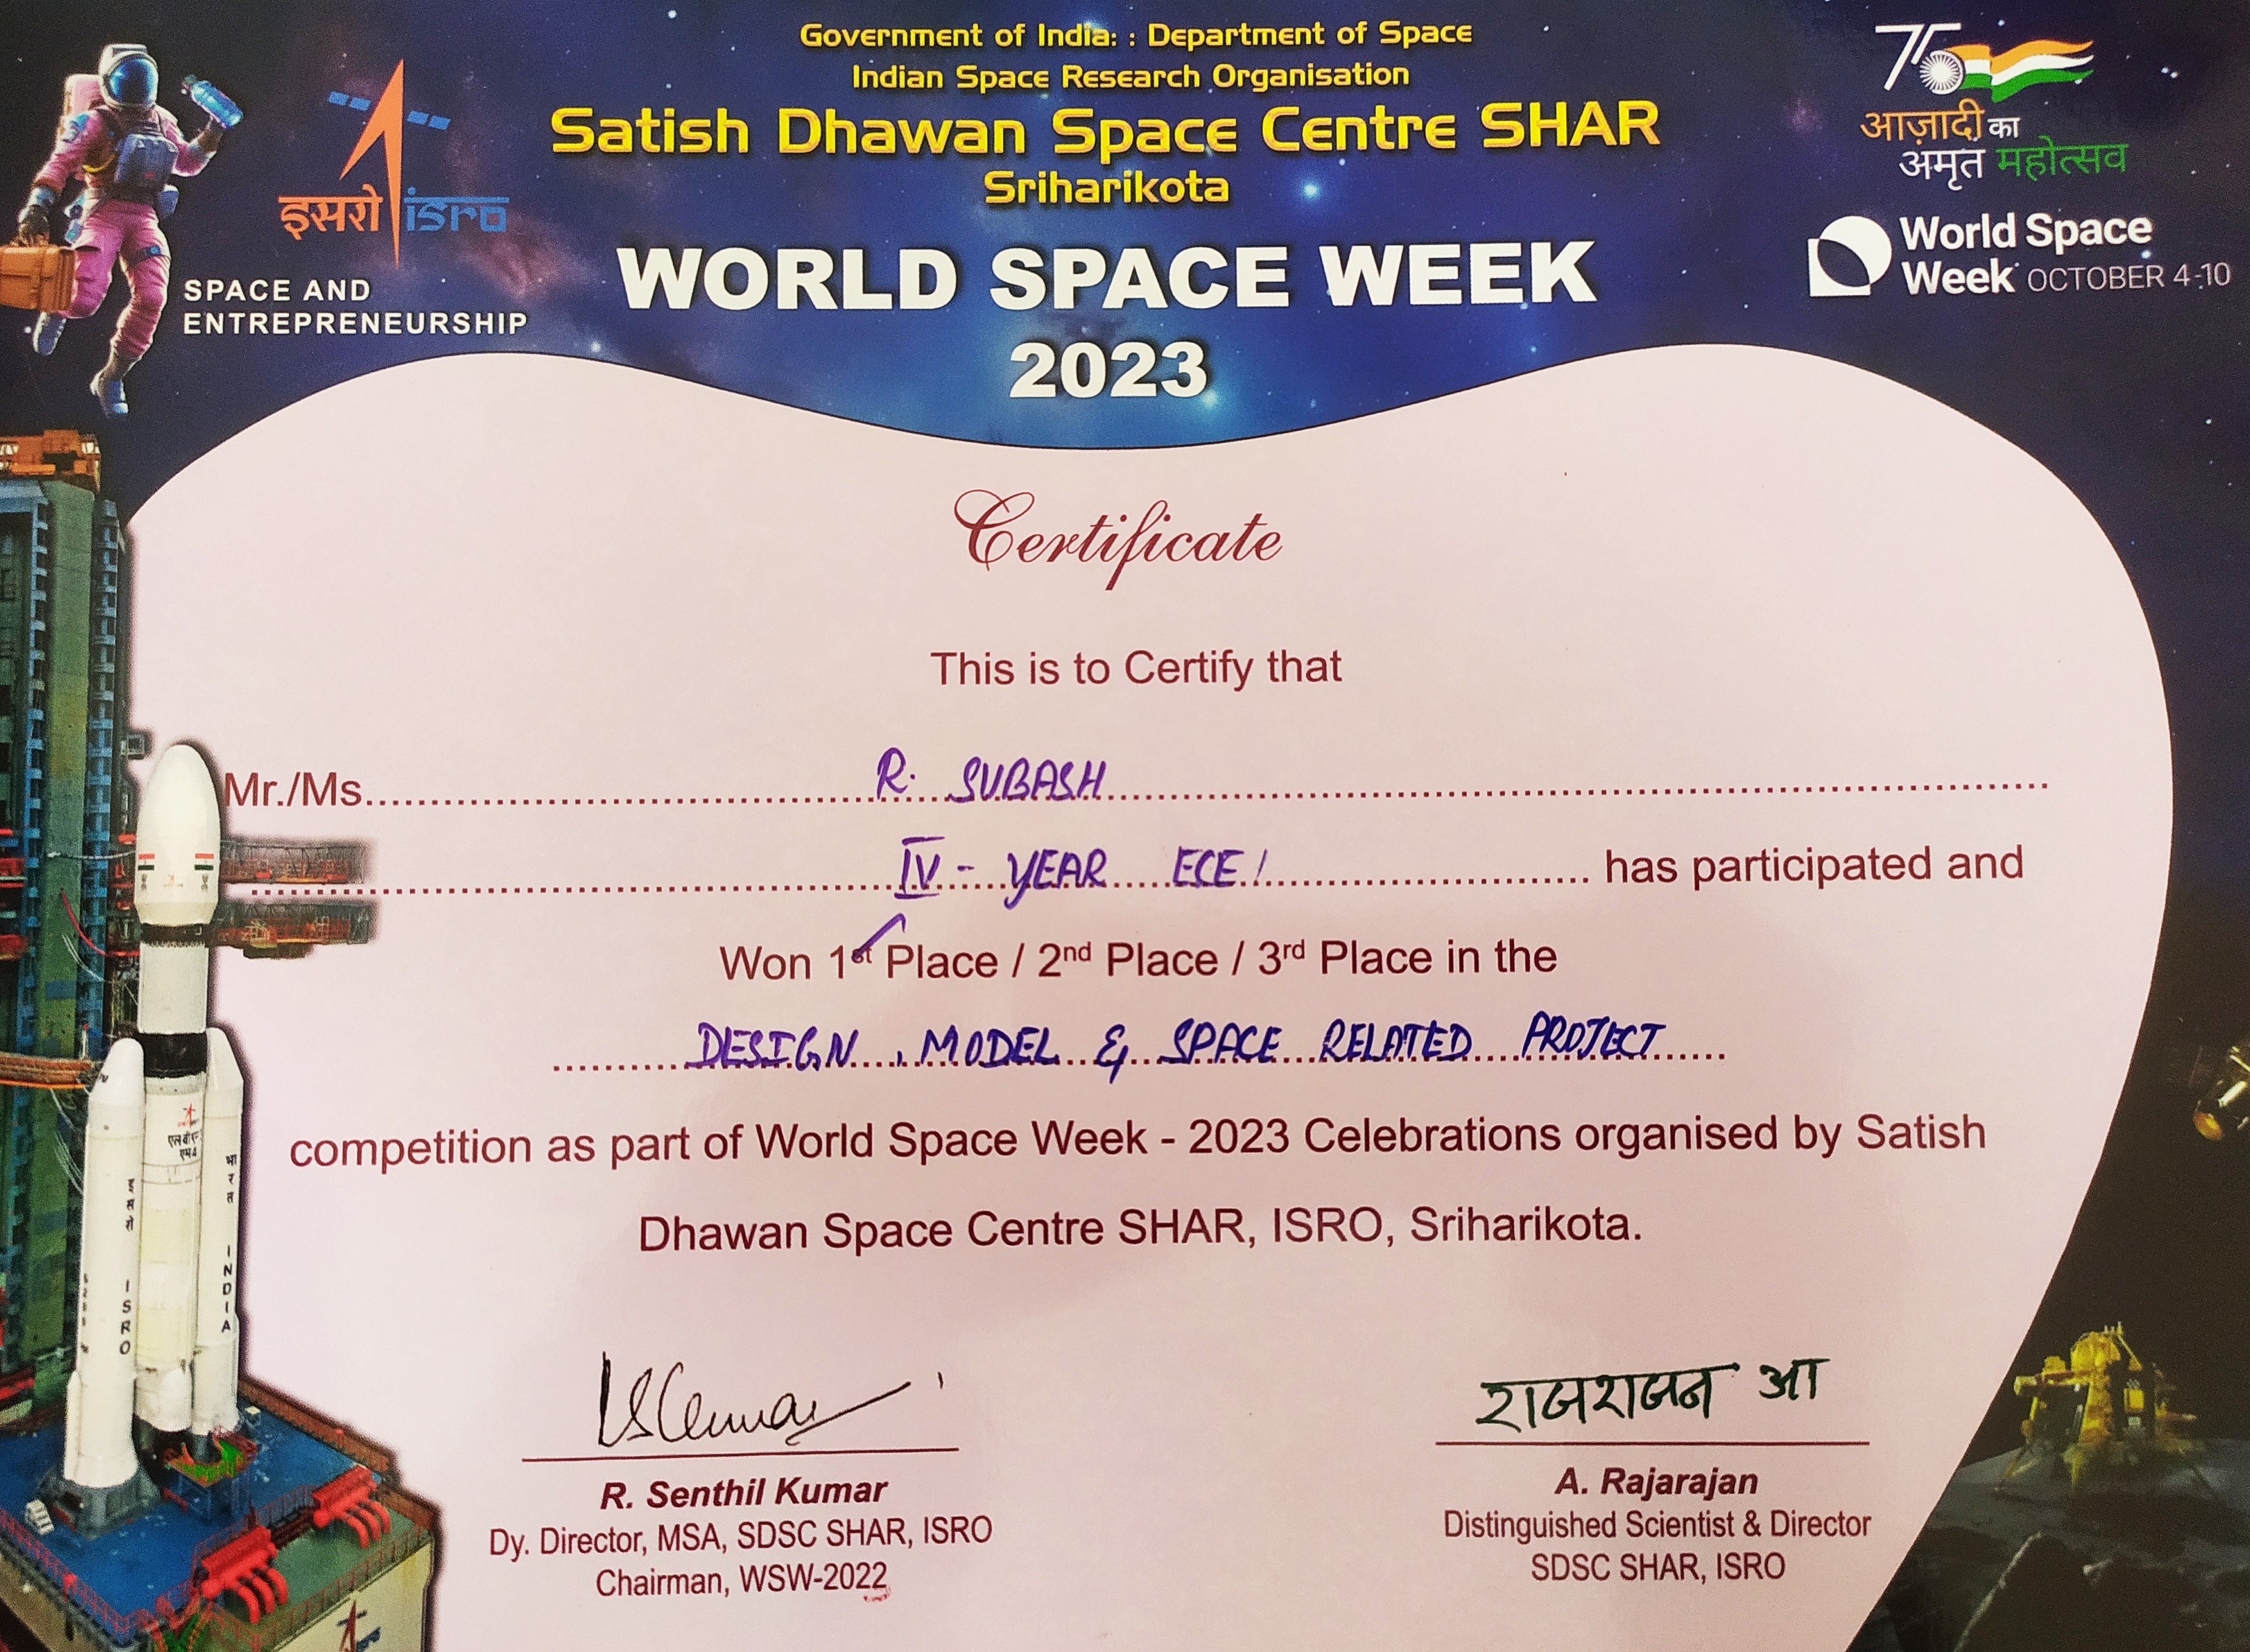 Government of India: : Department of Space
Indian Space Research Organisation
Satish Dhawan Space Centre SHAR
Sriharikota
इसरो isro
SPACE AND
ENTREPRENEURSHIP
WORLD SPACE WEEK
2023
75
आज़ादी का
अमृत महोत्सव
World Space
Week OCTOBER 4-10
Certificate
This is to Certify that
Mr./Ms. R. SUBASH
IV - YEAR ECE / has participated and
Won 1st Place / 2nd Place / 3rd Place in the
DESIGN, MODEL & SPACE RELATED PROJECT
competition as part of World Space Week - 2023 Celebrations organised by Satish
Dhawan Space Centre SHAR, ISRO, Sriharikota.
राजराजन आ
R. Senthil Kumar
Dy. Director, MSA, SDSC SHAR, ISRO
Chairman, WSW-2022
A. Rajarajan
Distinguished Scientist & Director
SDSC SHAR, ISRO
इसरो
ISRO
भारत
INDIA